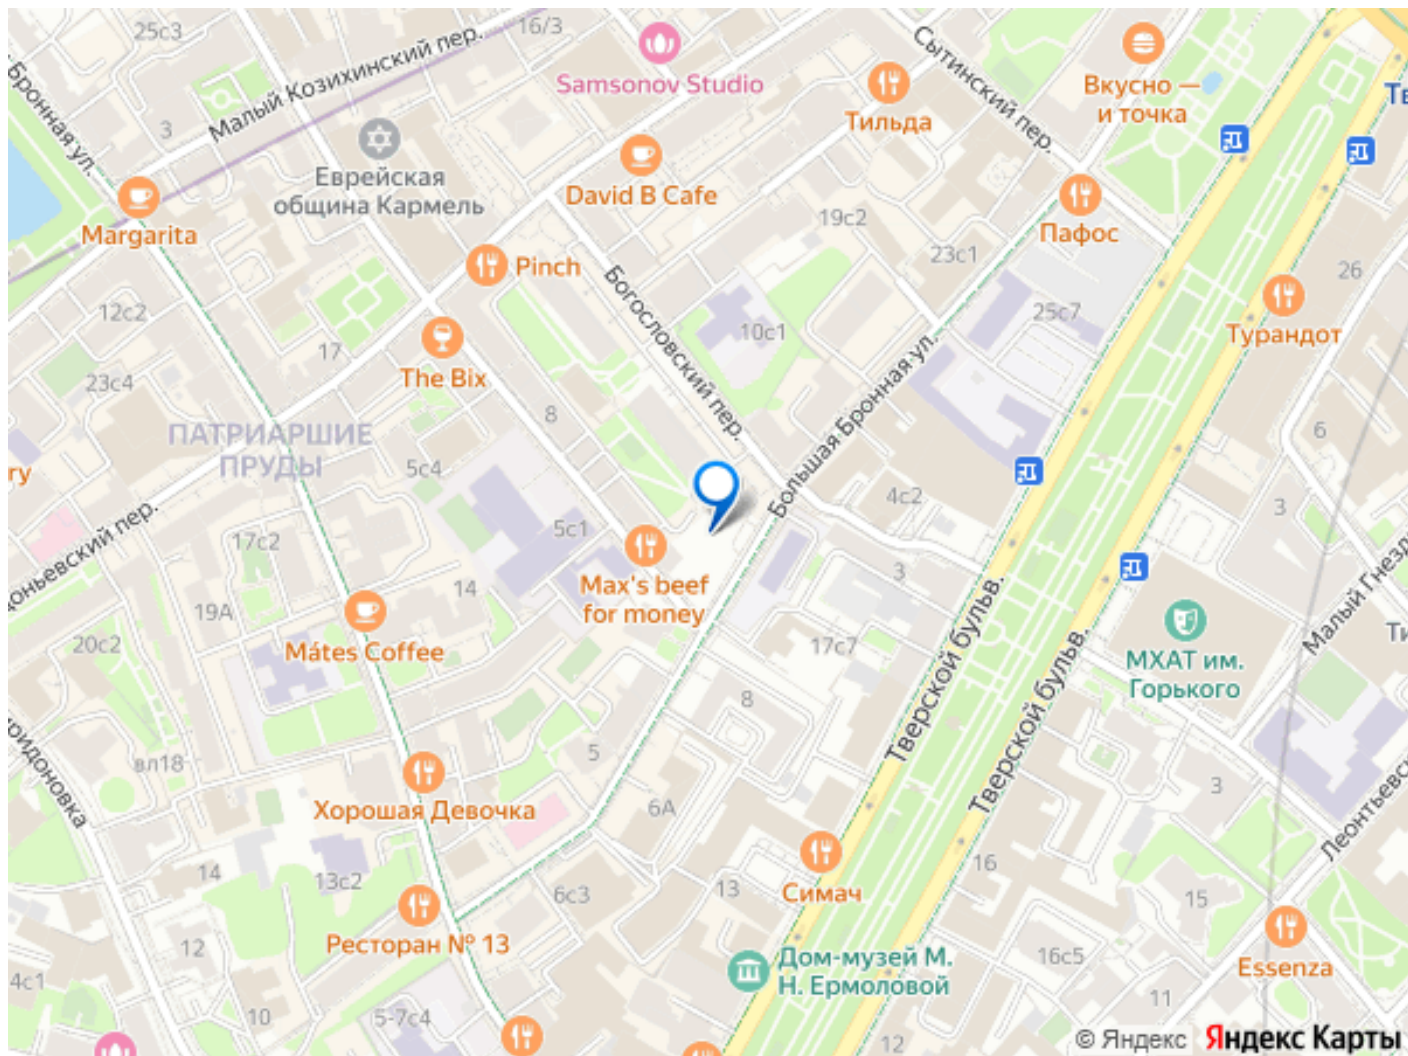 25с3
16/3
Малый Козихинский пер.
Бронная ул.
3
Samsonov Studio
Сытинский пер.
Тильда
Вкусно —
и точка
Еврейская
община Кармель
David B Cafe
Margarita
19с2
Пафос
23с1
Pinch
26
12с2
Богословский пер.
10с1
25с7
Турандот
17
The Bix
23с4
8
Большая Бронная ул.
6
ПАТРИАРШИЕ
ПРУДЫ
5с4
ry
4с2
3
5с1
17с2
14
Max's beef
for money
3
19А
20с2
Mátes Coffee
17с7
МХАТ им.
Горького
Малый Гнезд
Ти
8
Тверской бульв.
Тверской бульв.
вл18
5
3
Хорошая Девочка
6А
Леонтьевск
14
13с2
6с3
13
Симач
16
15
Ресторан № 13
12
16с5
Essenza
Дом-музей М.
Н. Ермоловой
4с1
10
5-7с4
11
12
© Яндекс Яндекс Карты